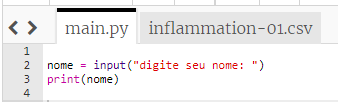 main.py inflammation-01.csv
1
2 nome = input("digite seu nome: ")
3 print(nome)
4